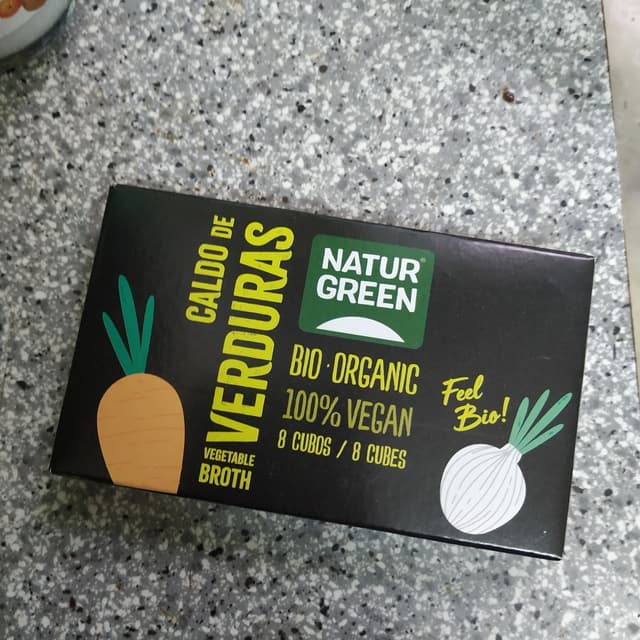 CALDO DE
VERDURAS
VEGETABLE
BROTH
NATUR
GREEN®
BIO · ORGANIC
100% VEGAN
8 CUBOS / 8 CUBES
Feel
Bio!